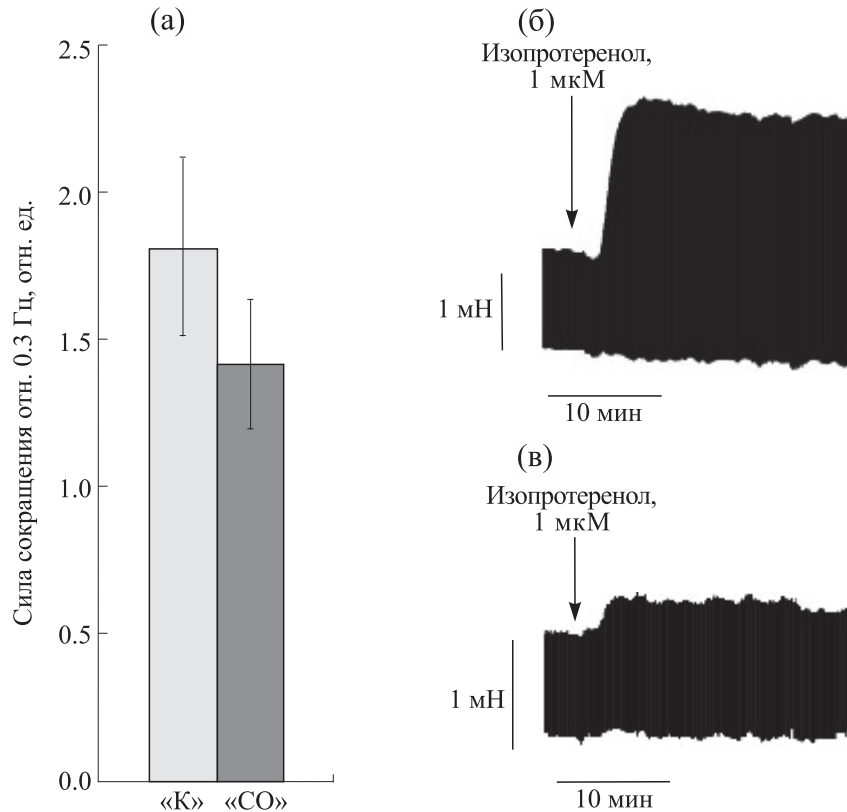 (а)
Сила сокращения отн. 0.3 Гц, отн. ед.
2.5
2.0
1.5
1.0
0.5
0.0
«К»
«СО»
(б)
Изопротеренол,
1 мкМ
1 мН
10 мин
(в)
Изопротеренол,
1 мкМ
1 мН
10 мин